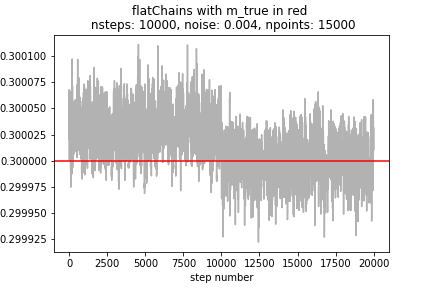 flatChains with m_true in red
nsteps: 10000, noise: 0.004, npoints: 15000
0.300100
0.300075
0.300050
0.300025
0.300000
0.299975
0.299950
0.299925
0 2500 5000 7500 10000 12500 15000 17500 20000
step number